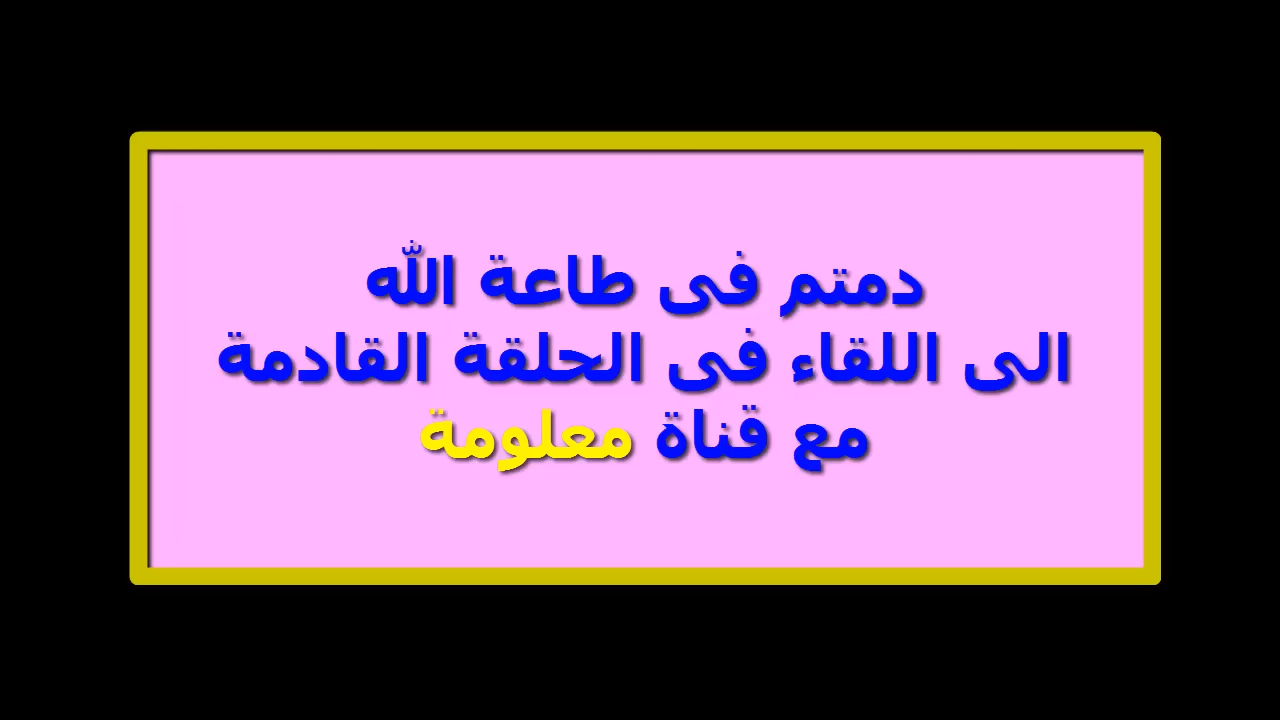 دمتم فى طاعة الله
الى اللقاء فى الحلقة القادمة
مع قناة معلومة